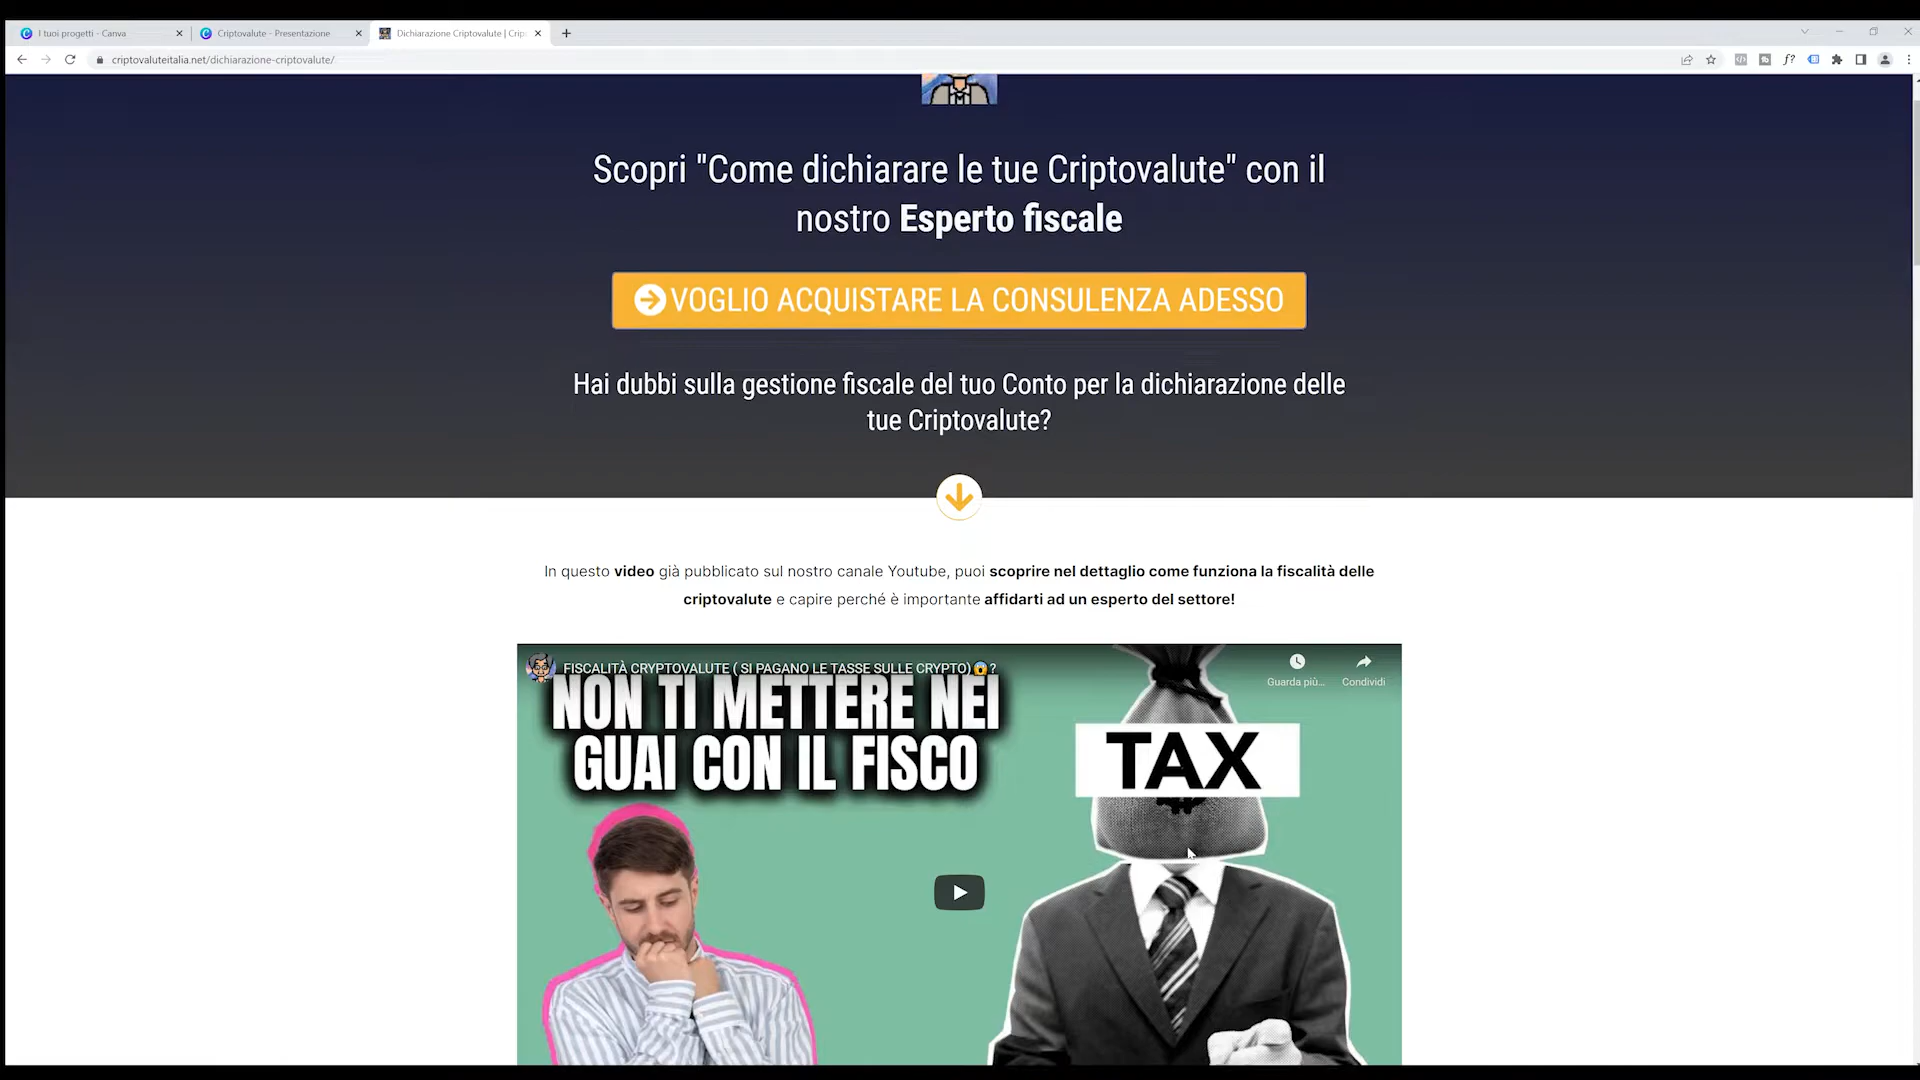 I tuoi progetti - Canva
Criptovalute - Presentazione
Dichiarazione Criptovalute | Crip
criptovaluteitalia.net/dichiarazione-criptovalute/
f?
Scopri "Come dichiarare le tue Criptovalute" con il
nostro Esperto fiscale
VOGLIO ACQUISTARE LA CONSULENZA ADESSO
Hai dubbi sulla gestione fiscale del tuo Conto per la dichiarazione delle
tue Criptovalute?
In questo video già pubblicato sul nostro canale Youtube, puoi scoprire nel dettaglio come funziona la fiscalità delle
criptovalute e capire perché è importante affidarti ad un esperto del settore!
FISCALITÀ CRYPTOVALUTE ( SI PAGANO LE TASSE SULLE CRYPTO)😱?
Guarda più...
Condividi
NON TI METTERE NEI
GUAI CON IL FISCO
TAX